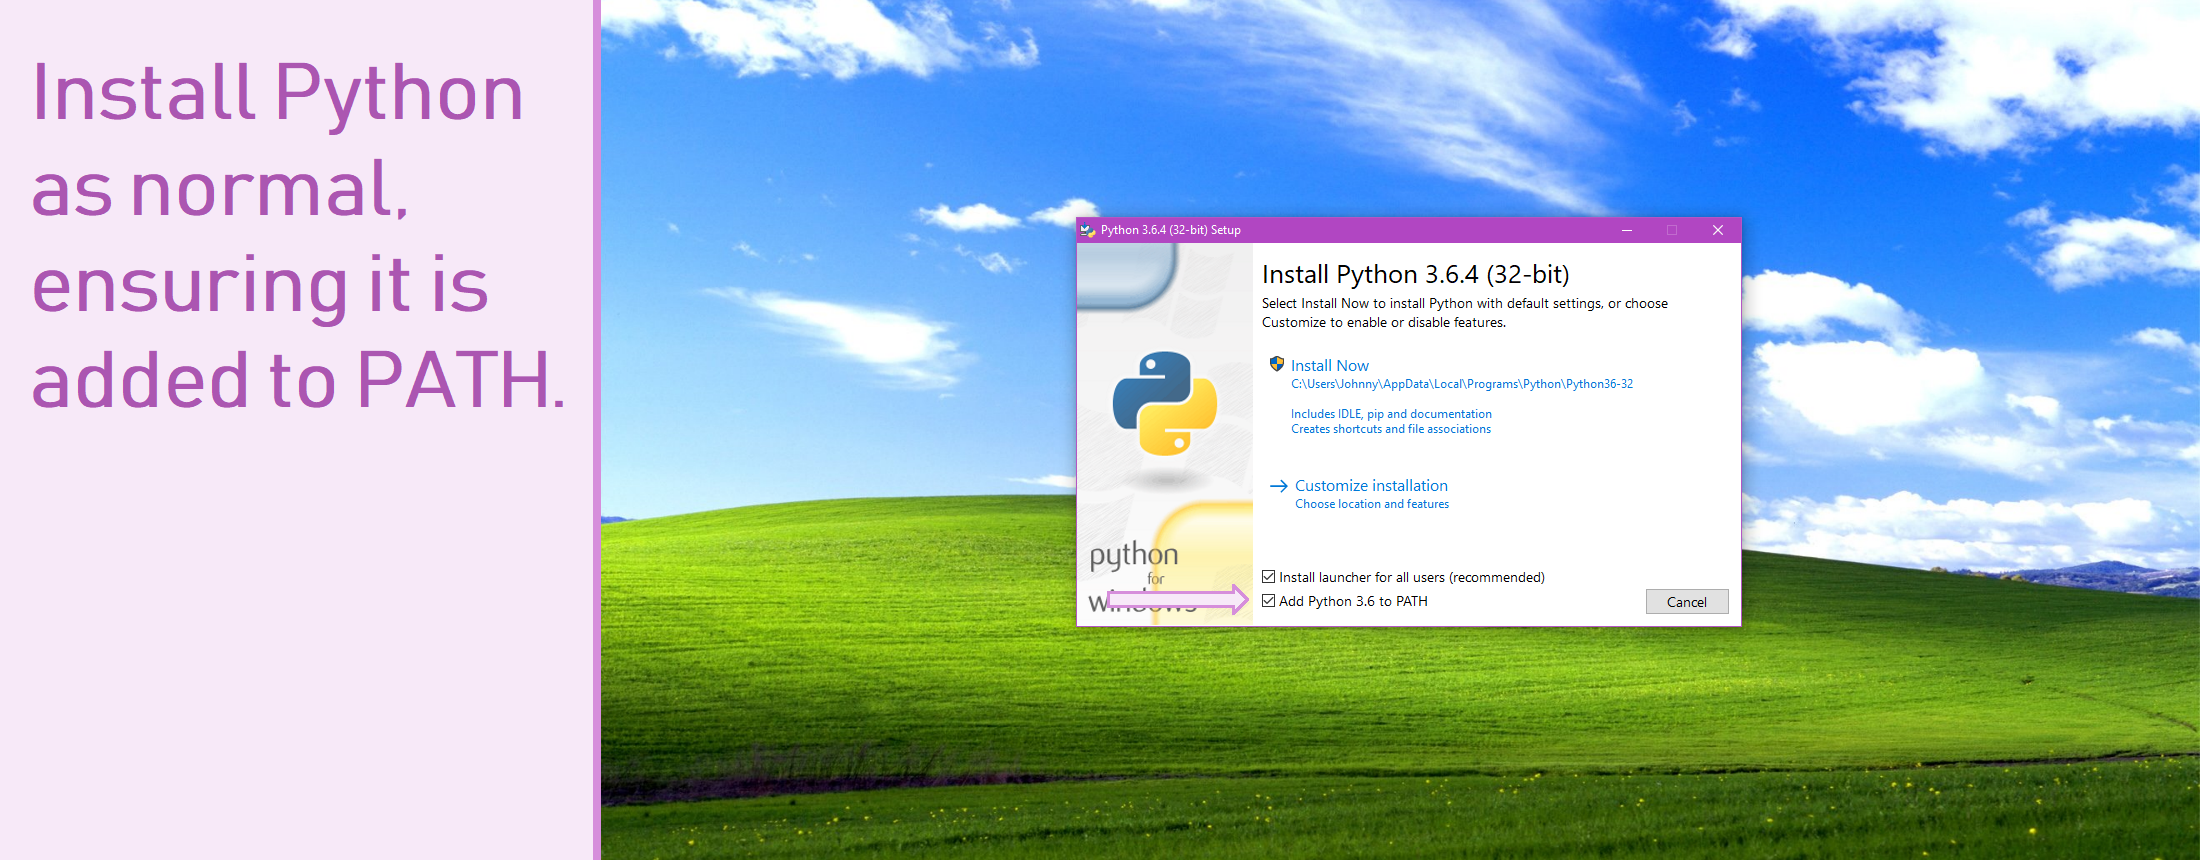 Install Python
as normal,
ensuring it is
added to PATH.
Python 3.6.4 (32-bit) Setup
Install Python 3.6.4 (32-bit)
Select Install Now to install Python with default settings, or choose
Customize to enable or disable features.
Install Now
C:\Users\Johnny\AppData\Local\Programs\Python\Python36-32
Includes IDLE, pip and documentation
Creates shortcuts and file associations
Customize installation
Choose location and features
python
for
windows
Install launcher for all users (recommended)
Add Python 3.6 to PATH
Cancel